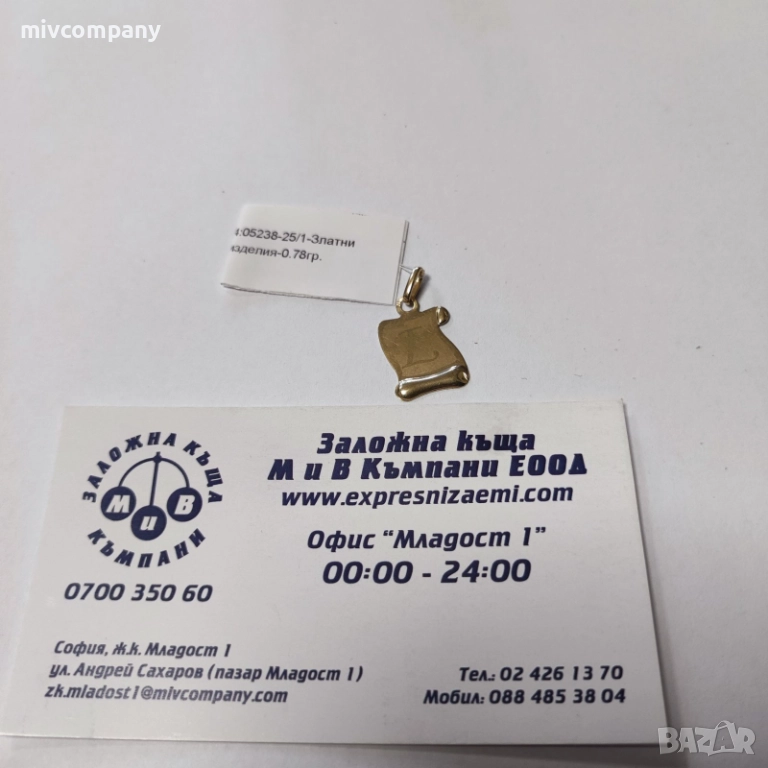 mivcompany
:05238-25/1-Златни
изделия-0.78гр.
L
ЗАЛОЖНА КЪЩА
М и В
КЪМПАНИ
0700 350 60
Заложна къща
М и В Къмпани ЕООД
www.expresnizaemi.com
Офис “Младост 1”
00:00 - 24:00
София, ж.к. Младост 1
ул. Андрей Сахаров (пазар Младост 1)
zk.mladost1@mivcompany.com
Тел.: 02 426 13 70
Мобил: 088 485 38 04
BAZAR